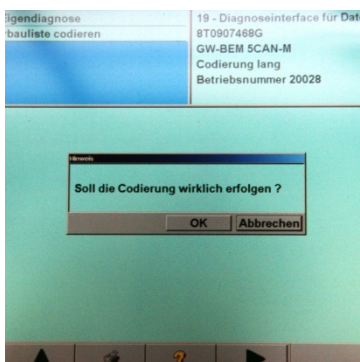 Eigendiagnose
rbauliste codieren
19 - Diagnoseinterface für Dat
8T0907468G
GW-BEM 5CAN-M
Codierung lang
Betriebsnummer 20028
Hinweis
Soll die Codierung wirklich erfolgen ?
OK
Abbrechen
?